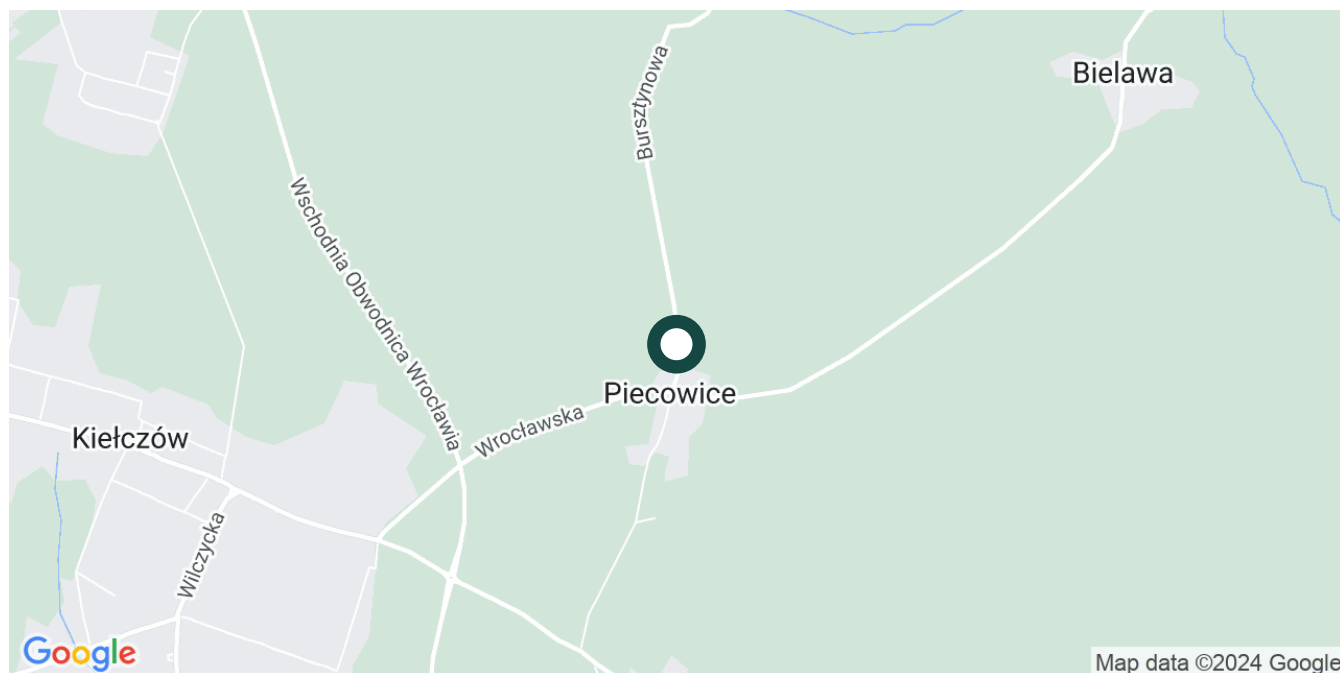 Bielawa
Bursztynowa
Wschodnia Obwodnica Wrocławia
Piecowice
Wrocławska
Kiełczów
Wilczycka
Google
Map data ©2024 Google